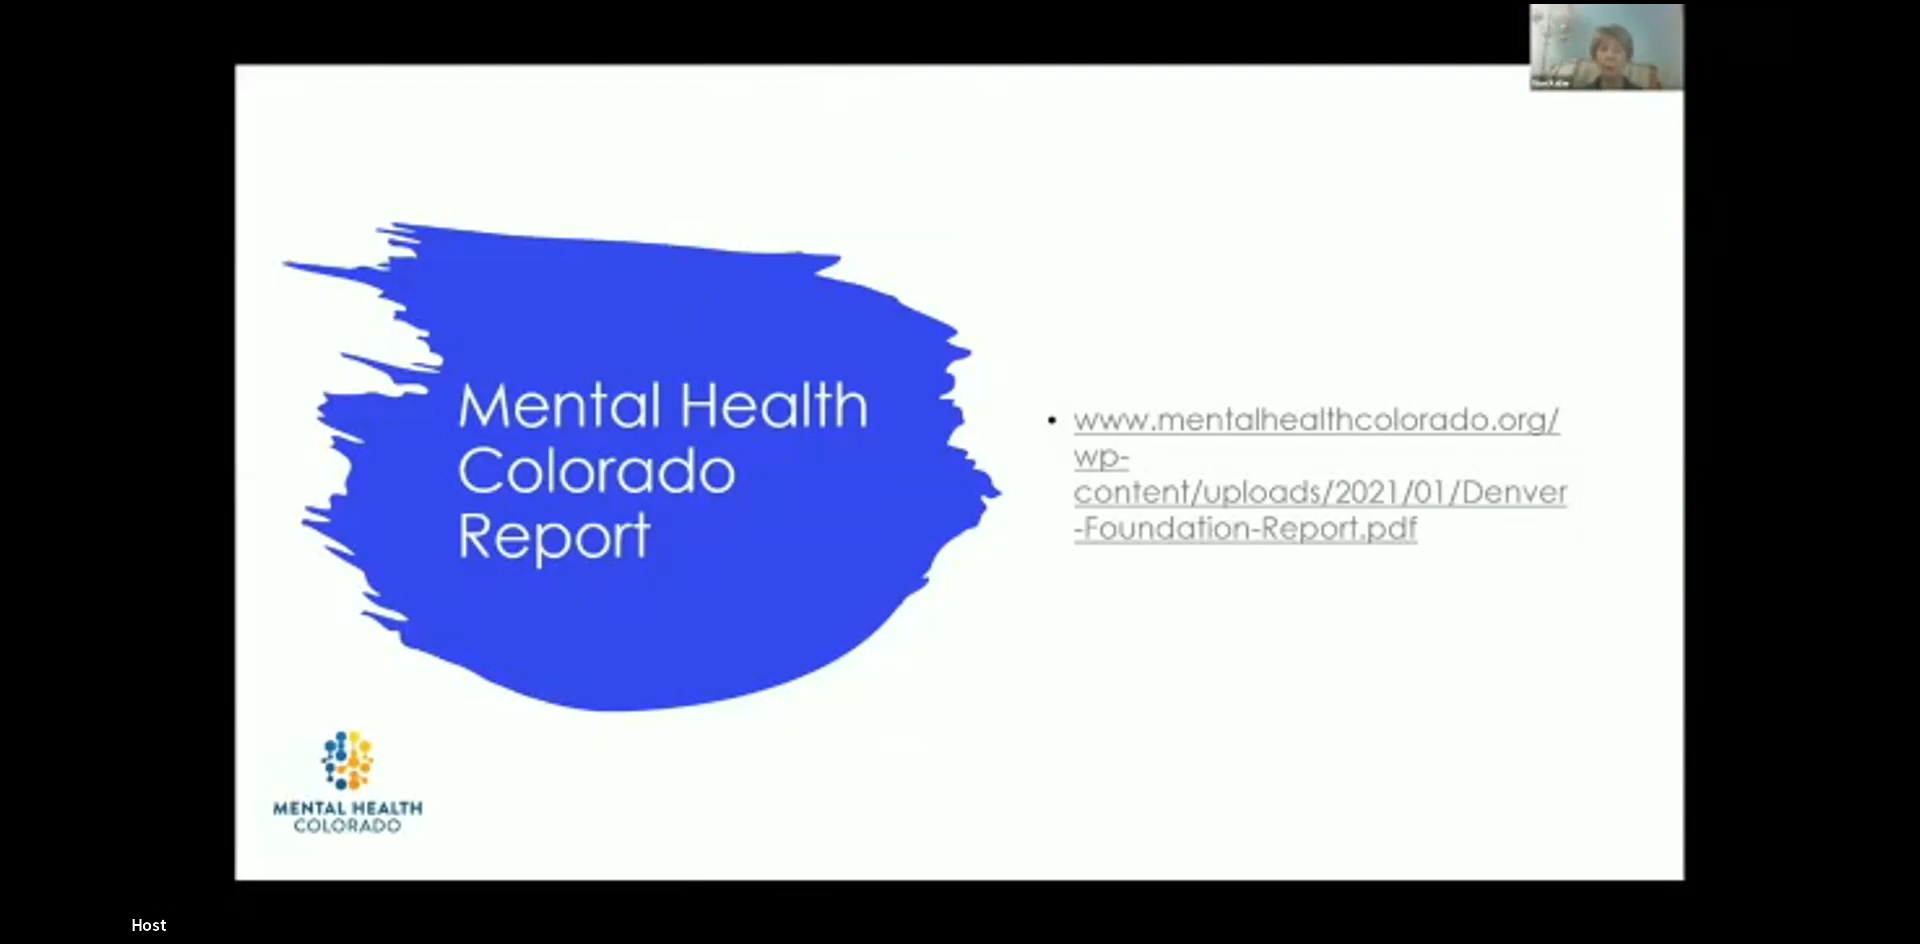 Mental Health
Colorado
Report
• www.mentalhealthcolorado.org/
wp-
content/uploads/2021/01/Denver
-Foundation-Report.pdf
MENTAL HEALTH
COLORADO
Host